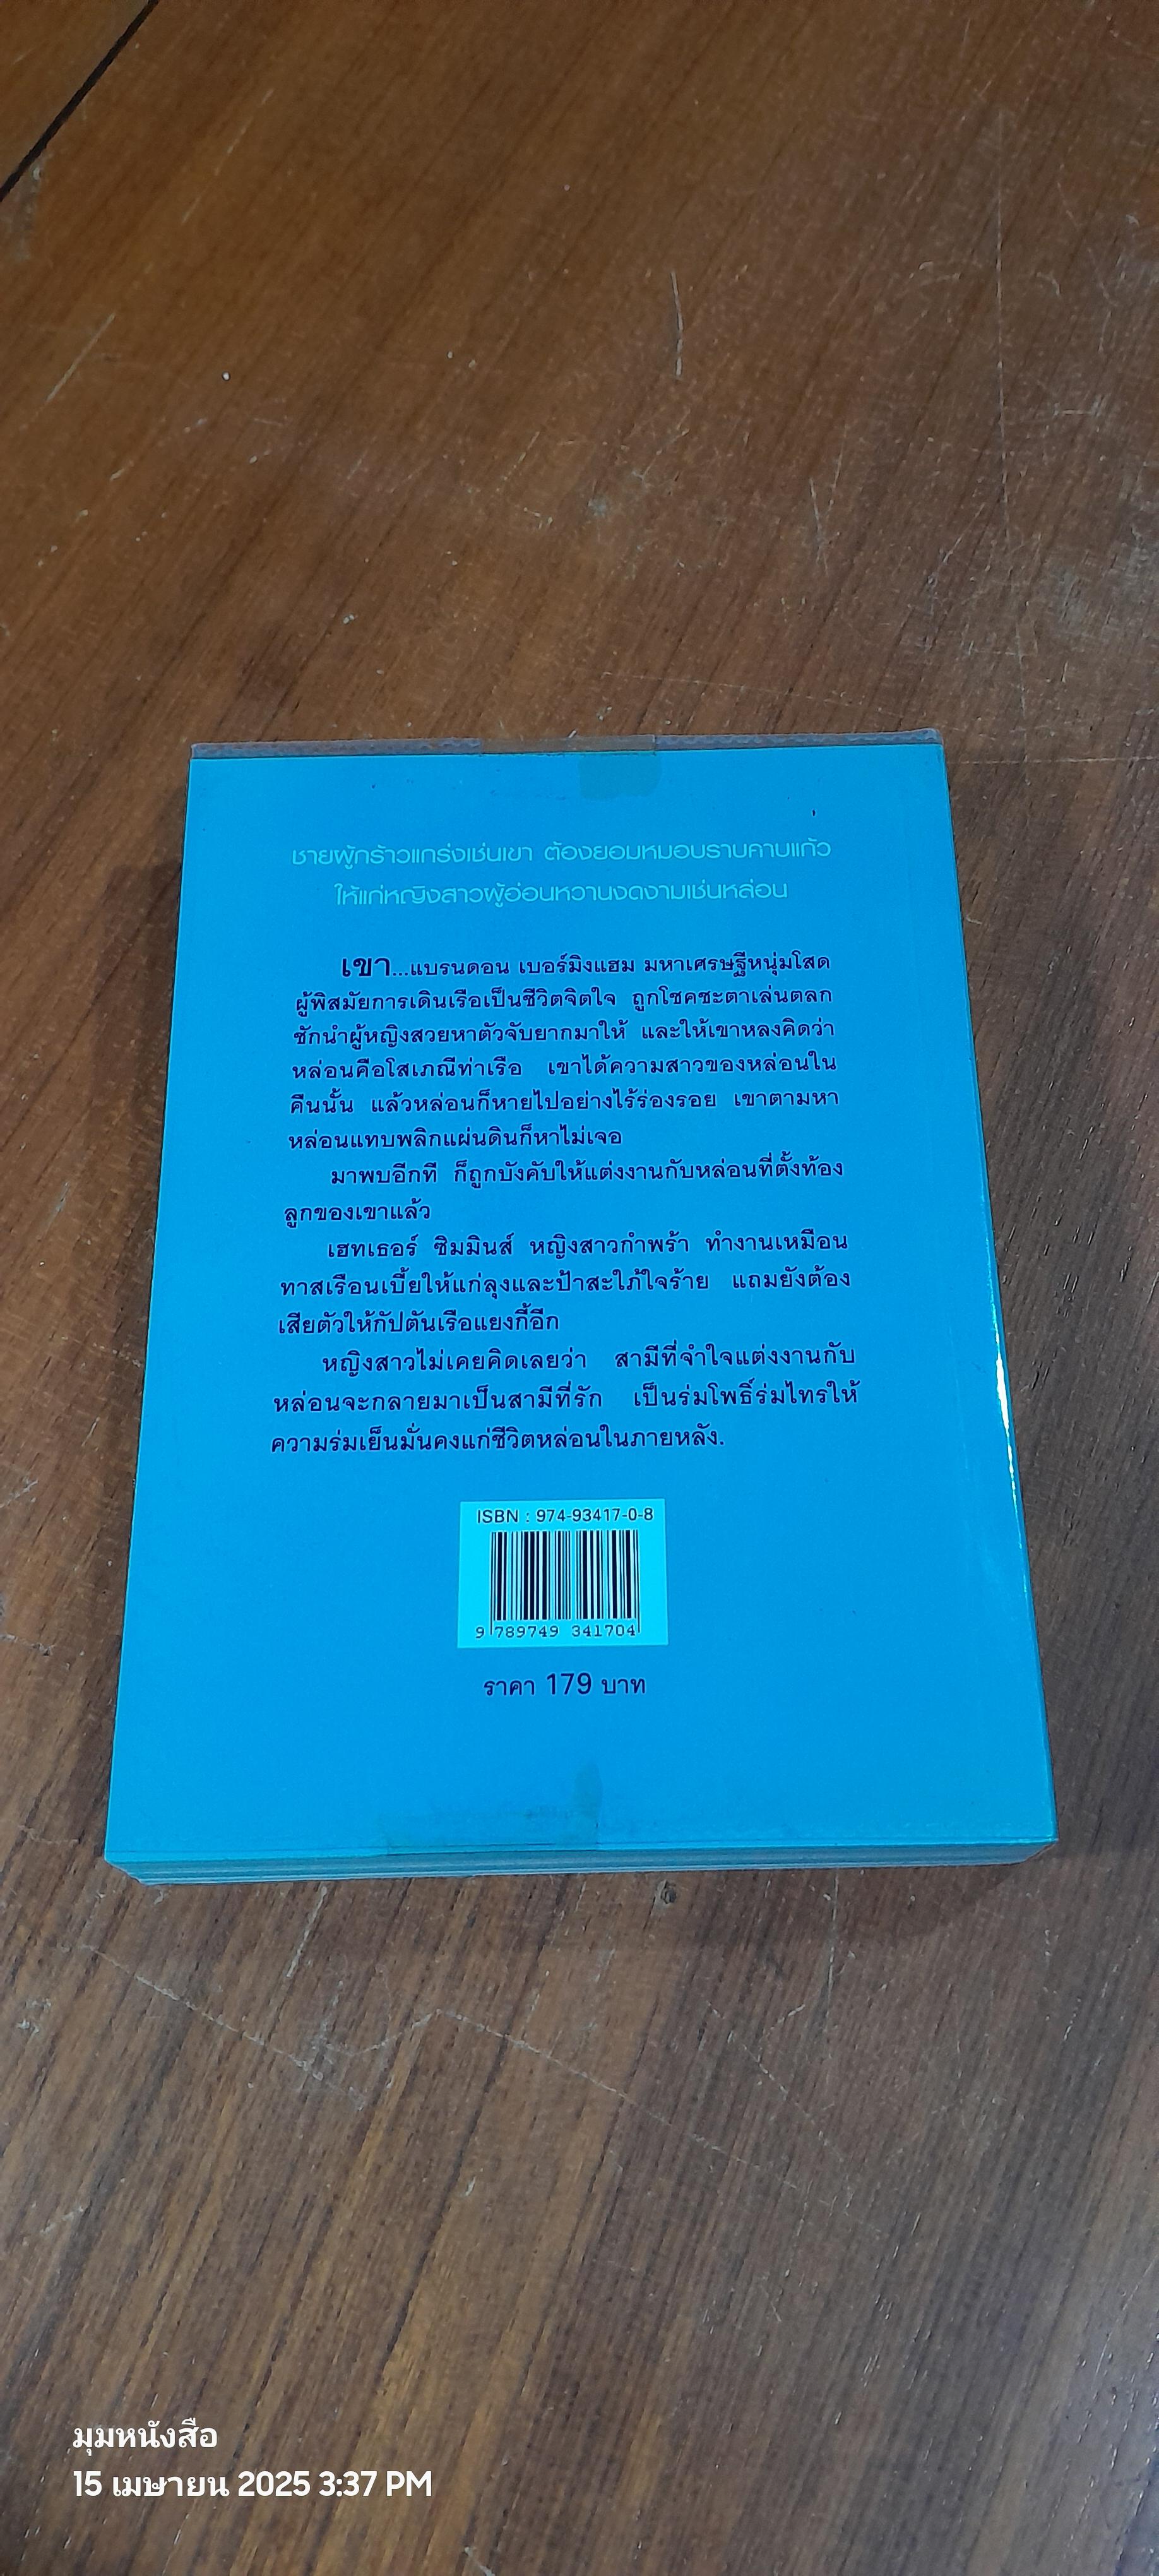 ชายผู้กร้าวแกร่งเช่นเขา ต้องยอมหมอบราบคาบแก้ว
ให้แก่หญิงสาวผู้อ่อนหวานงดงามเช่นหล่อน
เขา...แบรนดอน เบอร์มิงแฮม มหาเศรษฐีหนุ่มโสด
ผู้พิสมัยการเดินเรือเป็นชีวิตจิตใจ ถูกโชคชะตาเล่นตลก
ชักนำผู้หญิงสวยหาตัวจับยากมาให้ และให้เขาหลงคิดว่า
หล่อนคือโสเภณีท่าเรือ เขาได้ความสาวของหล่อนใน
คืนนั้น แล้วหล่อนก็หายไปอย่างไร้ร่องรอย เขาตามหา
หล่อนแทบพลิกแผ่นดินก็หาไม่เจอ
มาพบอีกที ก็ถูกบังคับให้แต่งงานกับหล่อนที่ตั้งท้อง
ลูกของเขาแล้ว
เฮทเธอร์ ซิมมินส์ หญิงสาวกำพร้า ทำงานเหมือน
ทาสเรือนเบี้ยให้แก่ลุงและป้าสะใภ้ใจร้าย แถมยังต้อง
เสียตัวให้กัปตันเรือแยงกี้อีก
หญิงสาวไม่เคยคิดเลยว่า สามีที่จำใจแต่งงานกับ
หล่อนจะกลายมาเป็นสามีที่รัก เป็นร่มโพธิ์ร่มไทรให้
ความร่มเย็นมั่นคงแก่ชีวิตหล่อนในภายหลัง.
ISBN : 974-93417-0-8
9 789749 341704
ราคา 179 บาท
มุมหนังสือ
15 เมษายน 2025 3:37 PM